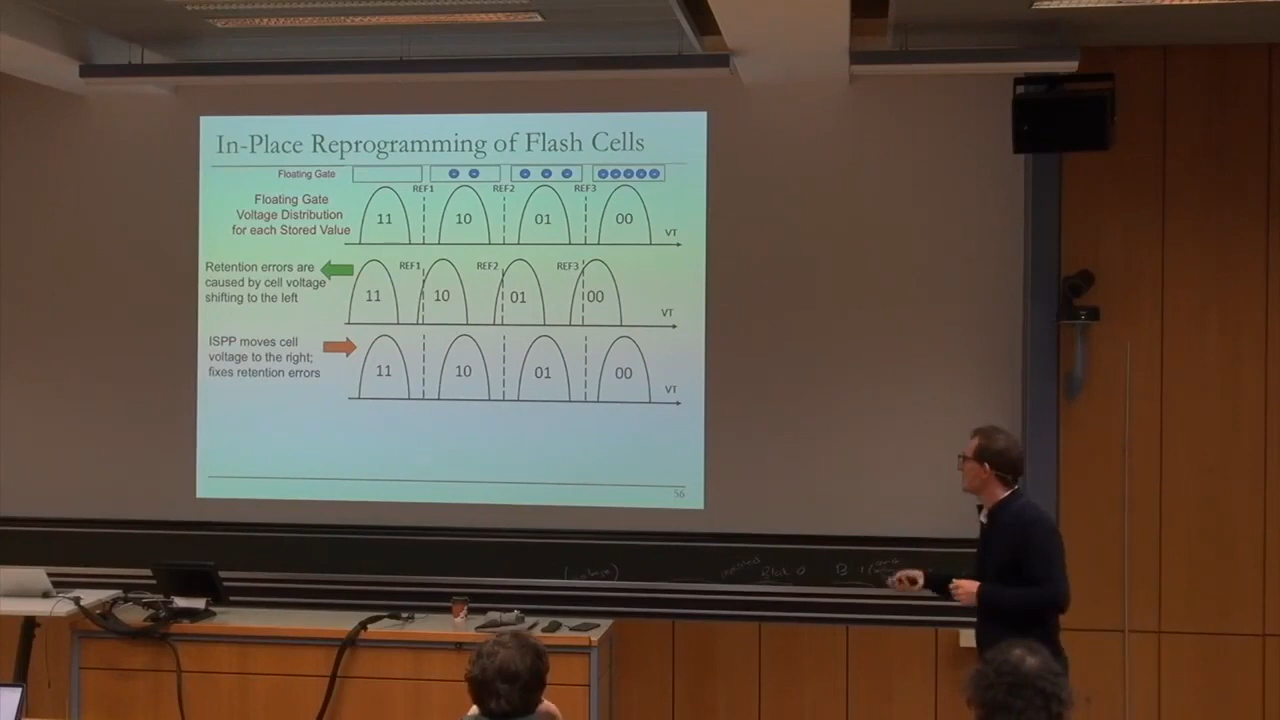 In-Place Reprogramming of Flash Cells
Floating Gate
REF1 REF2 REF3
Floating Gate
Voltage Distribution
for each Stored Value
11 10 01 00
VT
Retention errors are
caused by cell voltage
shifting to the left
REF1 REF2 REF3
11 10 01 00
VT
ISPP moves cell
voltage to the right;
fixes retention errors
11 10 01 00
VT
56